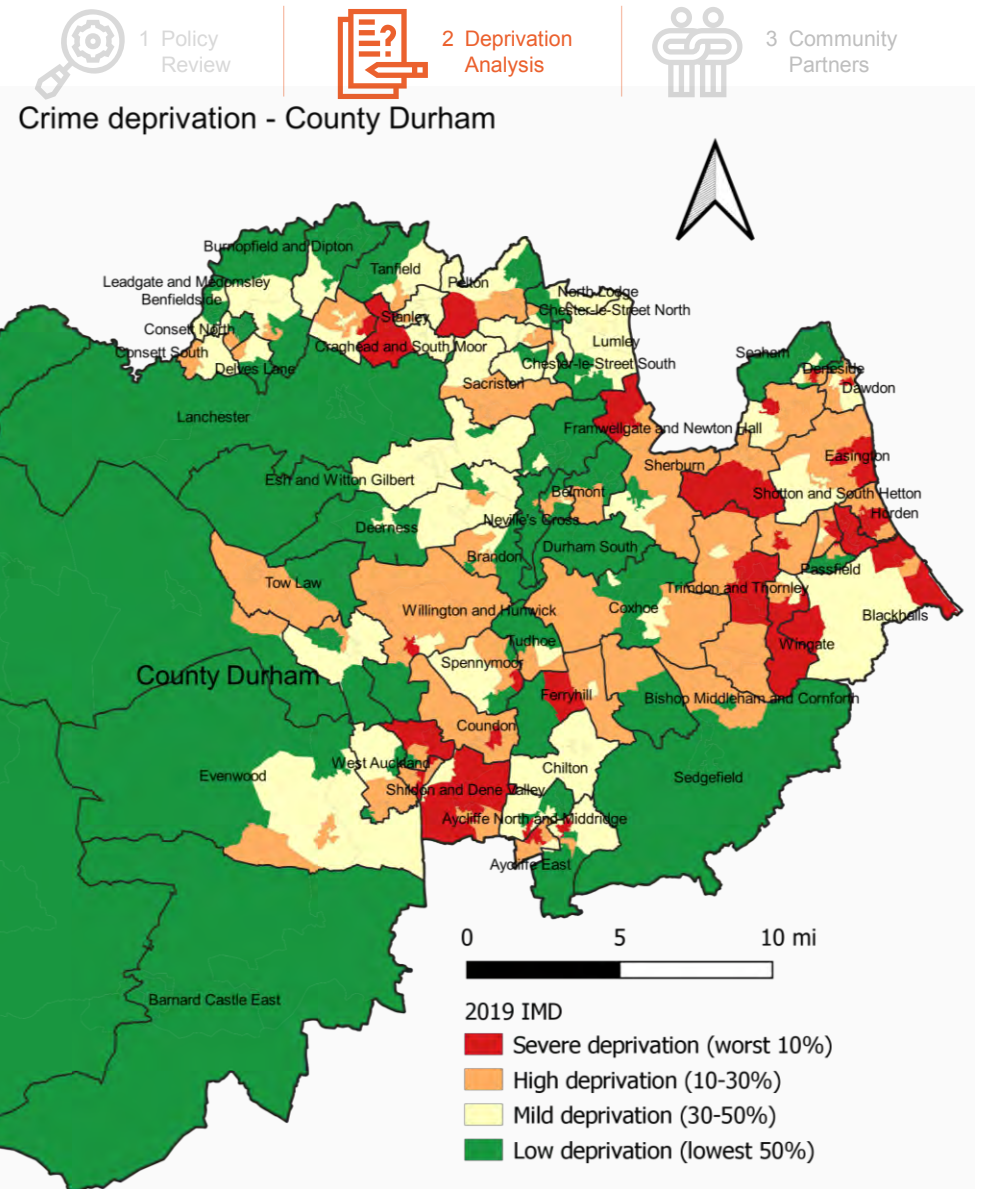 1 Policy
Review
2 Deprivation
Analysis
3 Community
Partners
Crime deprivation - County Durham
Burnopfield and Dipton
Tanfield
Leadgate and Medomsley
Pelton
North Lodge
Benfieldside
Chester-le-Street North
Stanley
Consett North
Lumley
Craghead and South Moor
Consett South
Seaham
Chester-le-Street South
Delves Lane
Deneside
Sacriston
Dawdon
Lanchester
Framwellgate and Newton Hall
Easington
Sherburn
Esh and Witton Gilbert
Belmont
Shotton and South Hetton
Horden
Neville's Cross
Deerness
Durham South
Brandon
Passfield
Tow Law
Trimdon and Thornley
Willington and Hunwick
Coxhoe
Blackhalls
Tudhoe
Wingate
Spennymoor
County Durham
Ferryhill
Bishop Middleham and Cornforth
Coundon
West Auckland
Chilton
Evenwood
Sedgefield
Shildon and Dene Valley
Aycliffe North and Middridge
Aycliffe East
0 5 10 mi
Barnard Castle East
2019 IMD
Severe deprivation (worst 10%)
High deprivation (10-30%)
Mild deprivation (30-50%)
Low deprivation (lowest 50%)